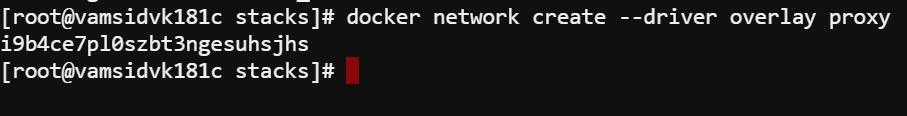 [root@vamsidvk181c stacks]# docker network create --driver overlay proxy
i9b4ce7pl0szbt3ngesuhsjhs
[root@vamsidvk181c stacks]#